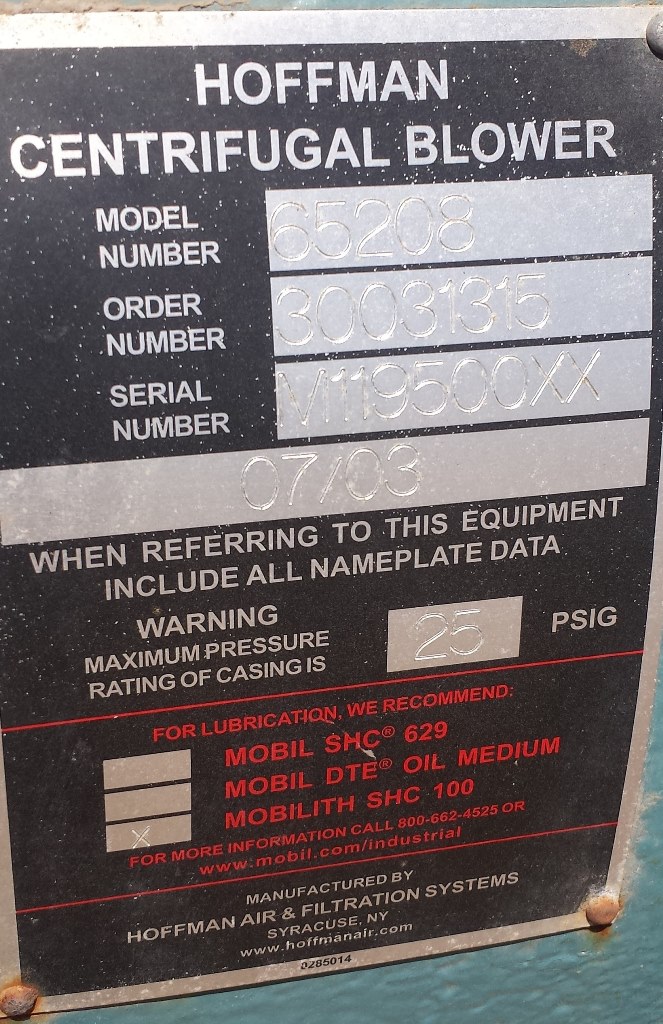 HOFFMAN
CENTRIFUGAL BLOWER
MODEL NUMBER 65208
ORDER NUMBER 30031315
SERIAL NUMBER M119500XX
07/03
WHEN REFERRING TO THIS EQUIPMENT
INCLUDE ALL NAMEPLATE DATA
WARNING
MAXIMUM PRESSURE
RATING OF CASING IS 25 PSIG
FOR LUBRICATION, WE RECOMMEND:
MOBIL SHC® 629
MOBIL DTE® OIL MEDIUM
X MOBILITH SHC 100
FOR MORE INFORMATION CALL 800-662-4525 OR
www.mobil.com/industrial
MANUFACTURED BY
HOFFMAN AIR & FILTRATION SYSTEMS
SYRACUSE, NY
www.hoffmanair.com
0285014